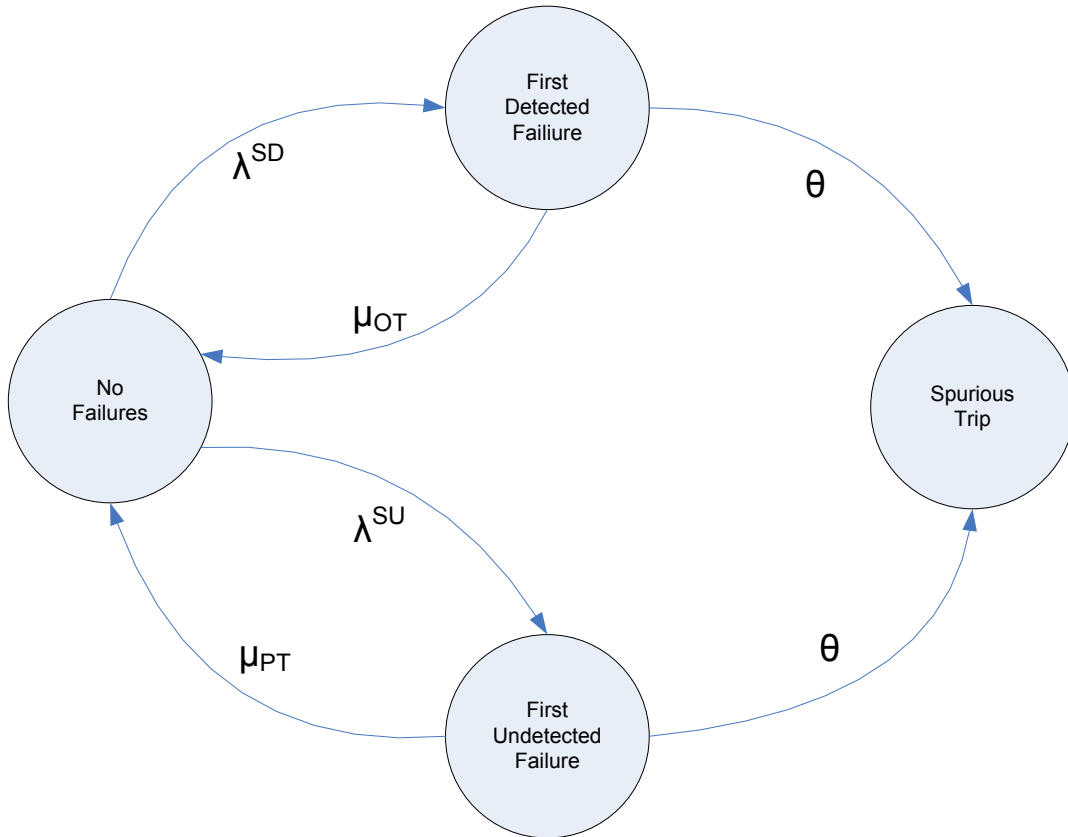 First
Detected
Failiure
λSD
θ
μOT
No
Failures
Spurious
Trip
λSU
μPT
θ
First
Undetected
Failure